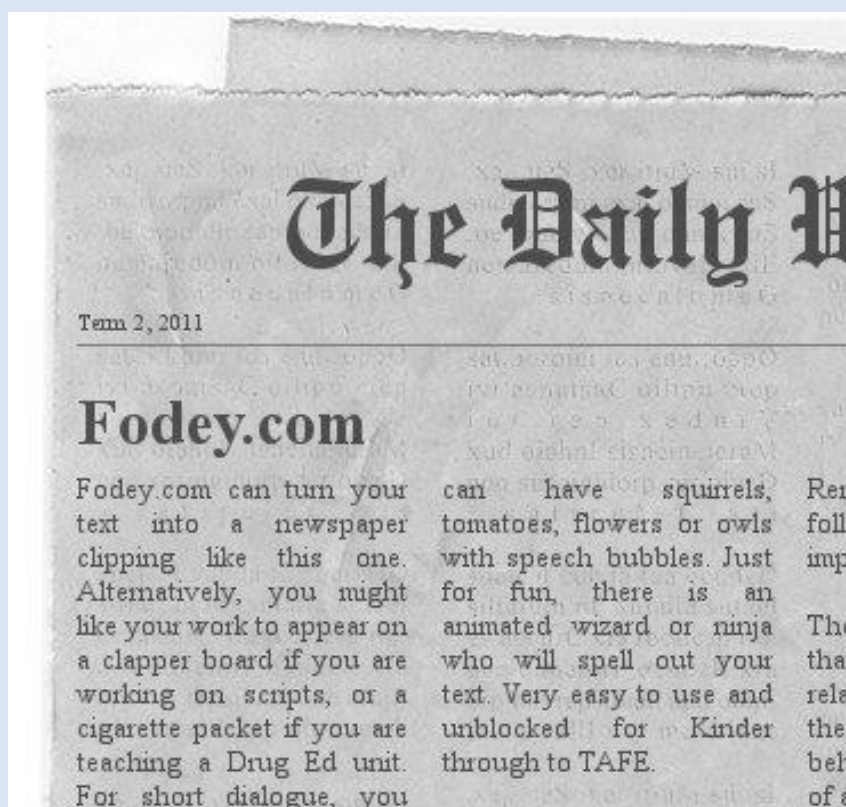 The Daily
Term 2, 2011
Fodey.com
Fodey.com can turn your
text into a newspaper
clipping like this one.
Alternatively, you might
like your work to appear on
a clapper board if you are
working on scripts, or a
cigarette packet if you are
teaching a Drug Ed unit.
For short dialogue, you
can have squirrels,
tomatoes, flowers or owls
with speech bubbles. Just
for fun, there is an
animated wizard or ninja
who will spell out your
text. Very easy to use and
unblocked for Kinder
through to TAFE.